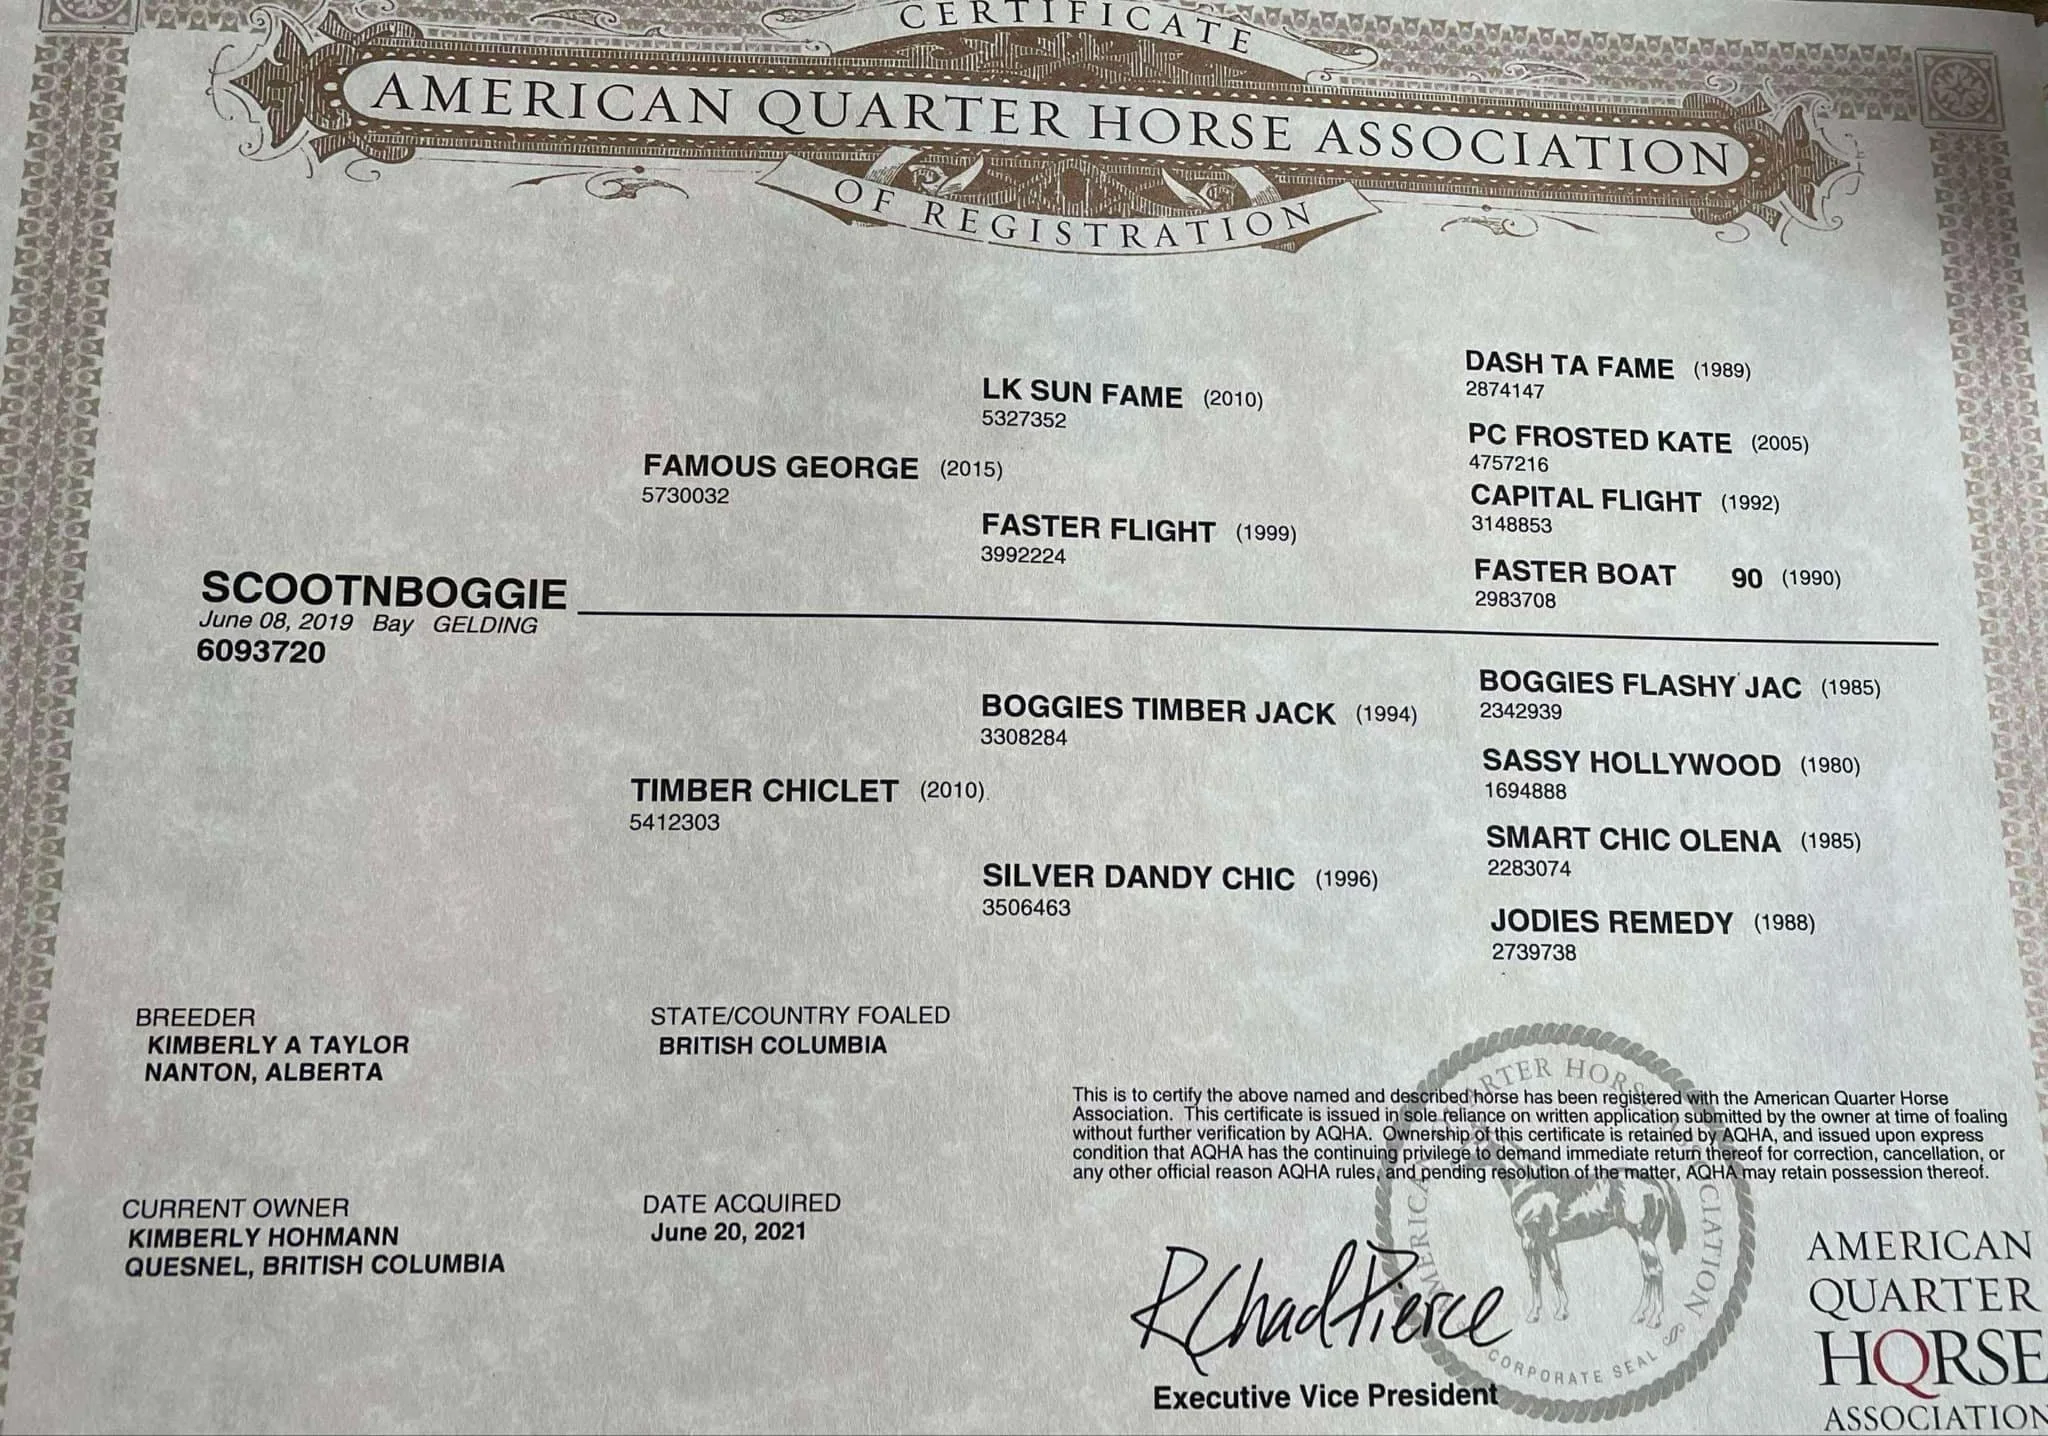 CERTIFICATE
AMERICAN QUARTER HORSE ASSOCIATION
OF REGISTRATION
DASH TA FAME (1989)
2874147
LK SUN FAME (2010)
5327352
PC FROSTED KATE (2005)
4757216
FAMOUS GEORGE (2015)
5730032
CAPITAL FLIGHT (1992)
3148853
FASTER FLIGHT (1999)
3992224
FASTER BOAT 90 (1990)
2983708
SCOOTNBOGGIE
June 08, 2019 Bay GELDING
6093720
BOGGIES FLASHY JAC (1985)
2342939
BOGGIES TIMBER JACK (1994)
3308284
SASSY HOLLYWOOD (1980)
1694888
TIMBER CHICLET (2010)
5412303
SMART CHIC OLENA (1985)
2283074
SILVER DANDY CHIC (1996)
3506463
JODIES REMEDY (1988)
2739738
BREEDER
KIMBERLY A TAYLOR
NANTON, ALBERTA
STATE/COUNTRY FOALED
BRITISH COLUMBIA
This is to certify the above named and described horse has been registered with the American Quarter Horse
Association. This certificate is issued in sole reliance on written application submitted by the owner at time of foaling
without further verification by AQHA. Ownership of this certificate is retained by AQHA, and issued upon express
condition that AQHA has the continuing privilege to demand immediate return thereof for correction, cancellation, or
any other official reason AQHA rules, and pending resolution of the matter, AQHA may retain possession thereof.
CURRENT OWNER
KIMBERLY HOHMANN
QUESNEL, BRITISH COLUMBIA
DATE ACQUIRED
June 20, 2021
R Chad Pierce
Executive Vice President
AMERICAN QUARTER HORSE ASSOCIATION
CORPORATE SEAL
AMERICAN
QUARTER
HORSE
ASSOCIATION